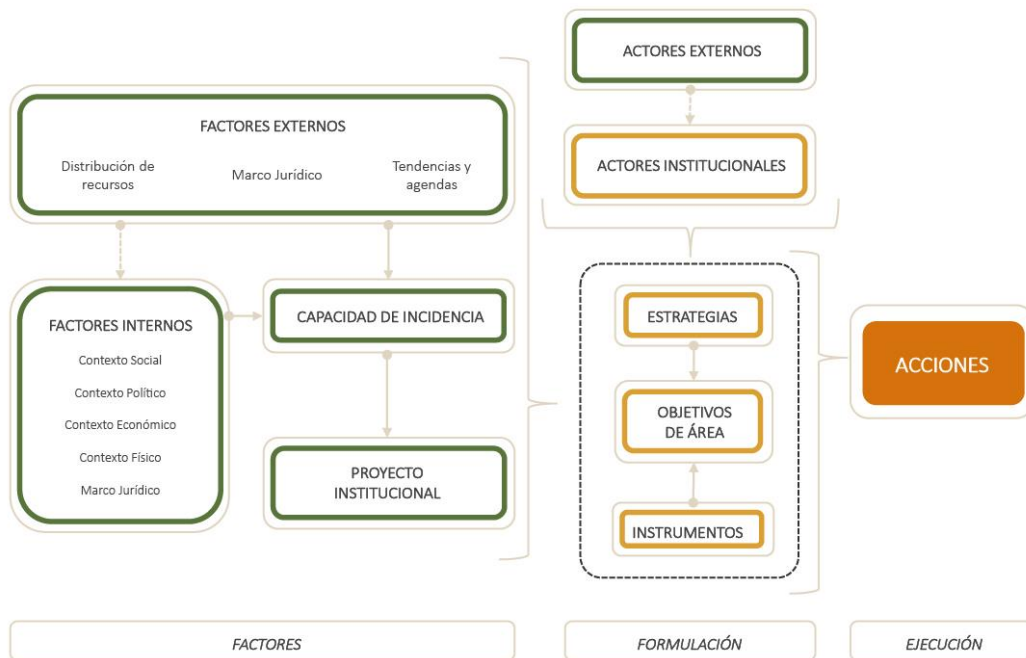 FACTORES EXTERNOS
Distribución de
recursos
Marco Jurídico
Tendencias y
agendas
FACTORES INTERNOS
Contexto Social
Contexto Político
Contexto Económico
Contexto Físico
Marco Jurídico
CAPACIDAD DE INCIDENCIA
PROYECTO
INSTITUCIONAL
ACTORES EXTERNOS
ACTORES INSTITUCIONALES
ESTRATEGIAS
OBJETIVOS
DE ÁREA
INSTRUMENTOS
ACCIONES
FACTORES
FORMULACIÓN
EJECUCIÓN